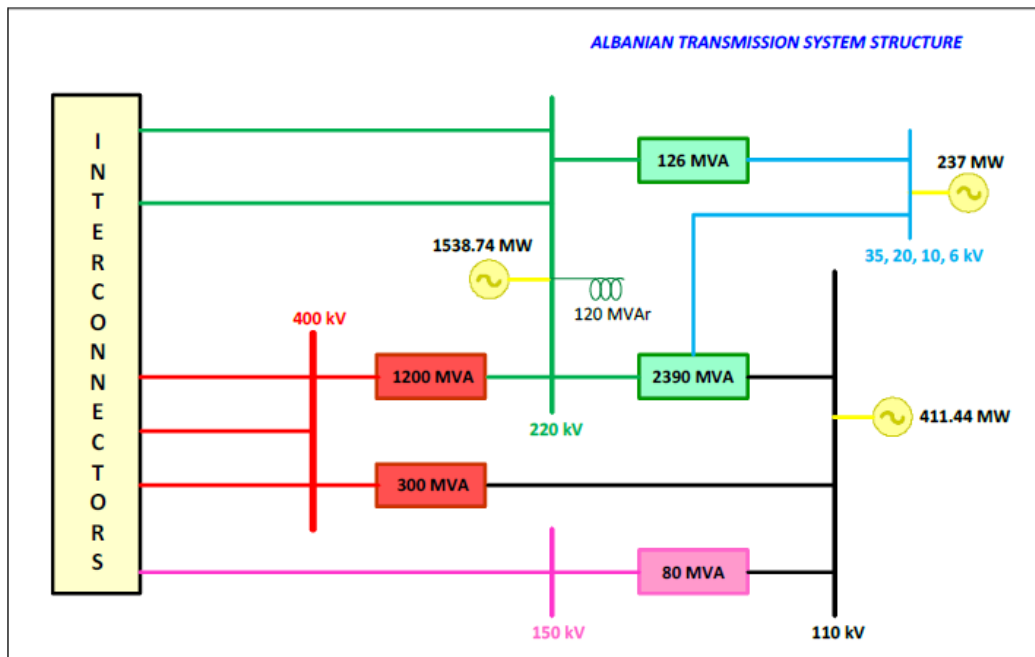 ALBANIAN TRANSMISSION SYSTEM STRUCTURE
INTERCONNECTORS
126 MVA
237 MW
35, 20, 10, 6 kV
1538.74 MW
120 MVAr
400 kV
1200 MVA
2390 MVA
220 kV
411.44 MW
300 MVA
80 MVA
150 kV
110 kV